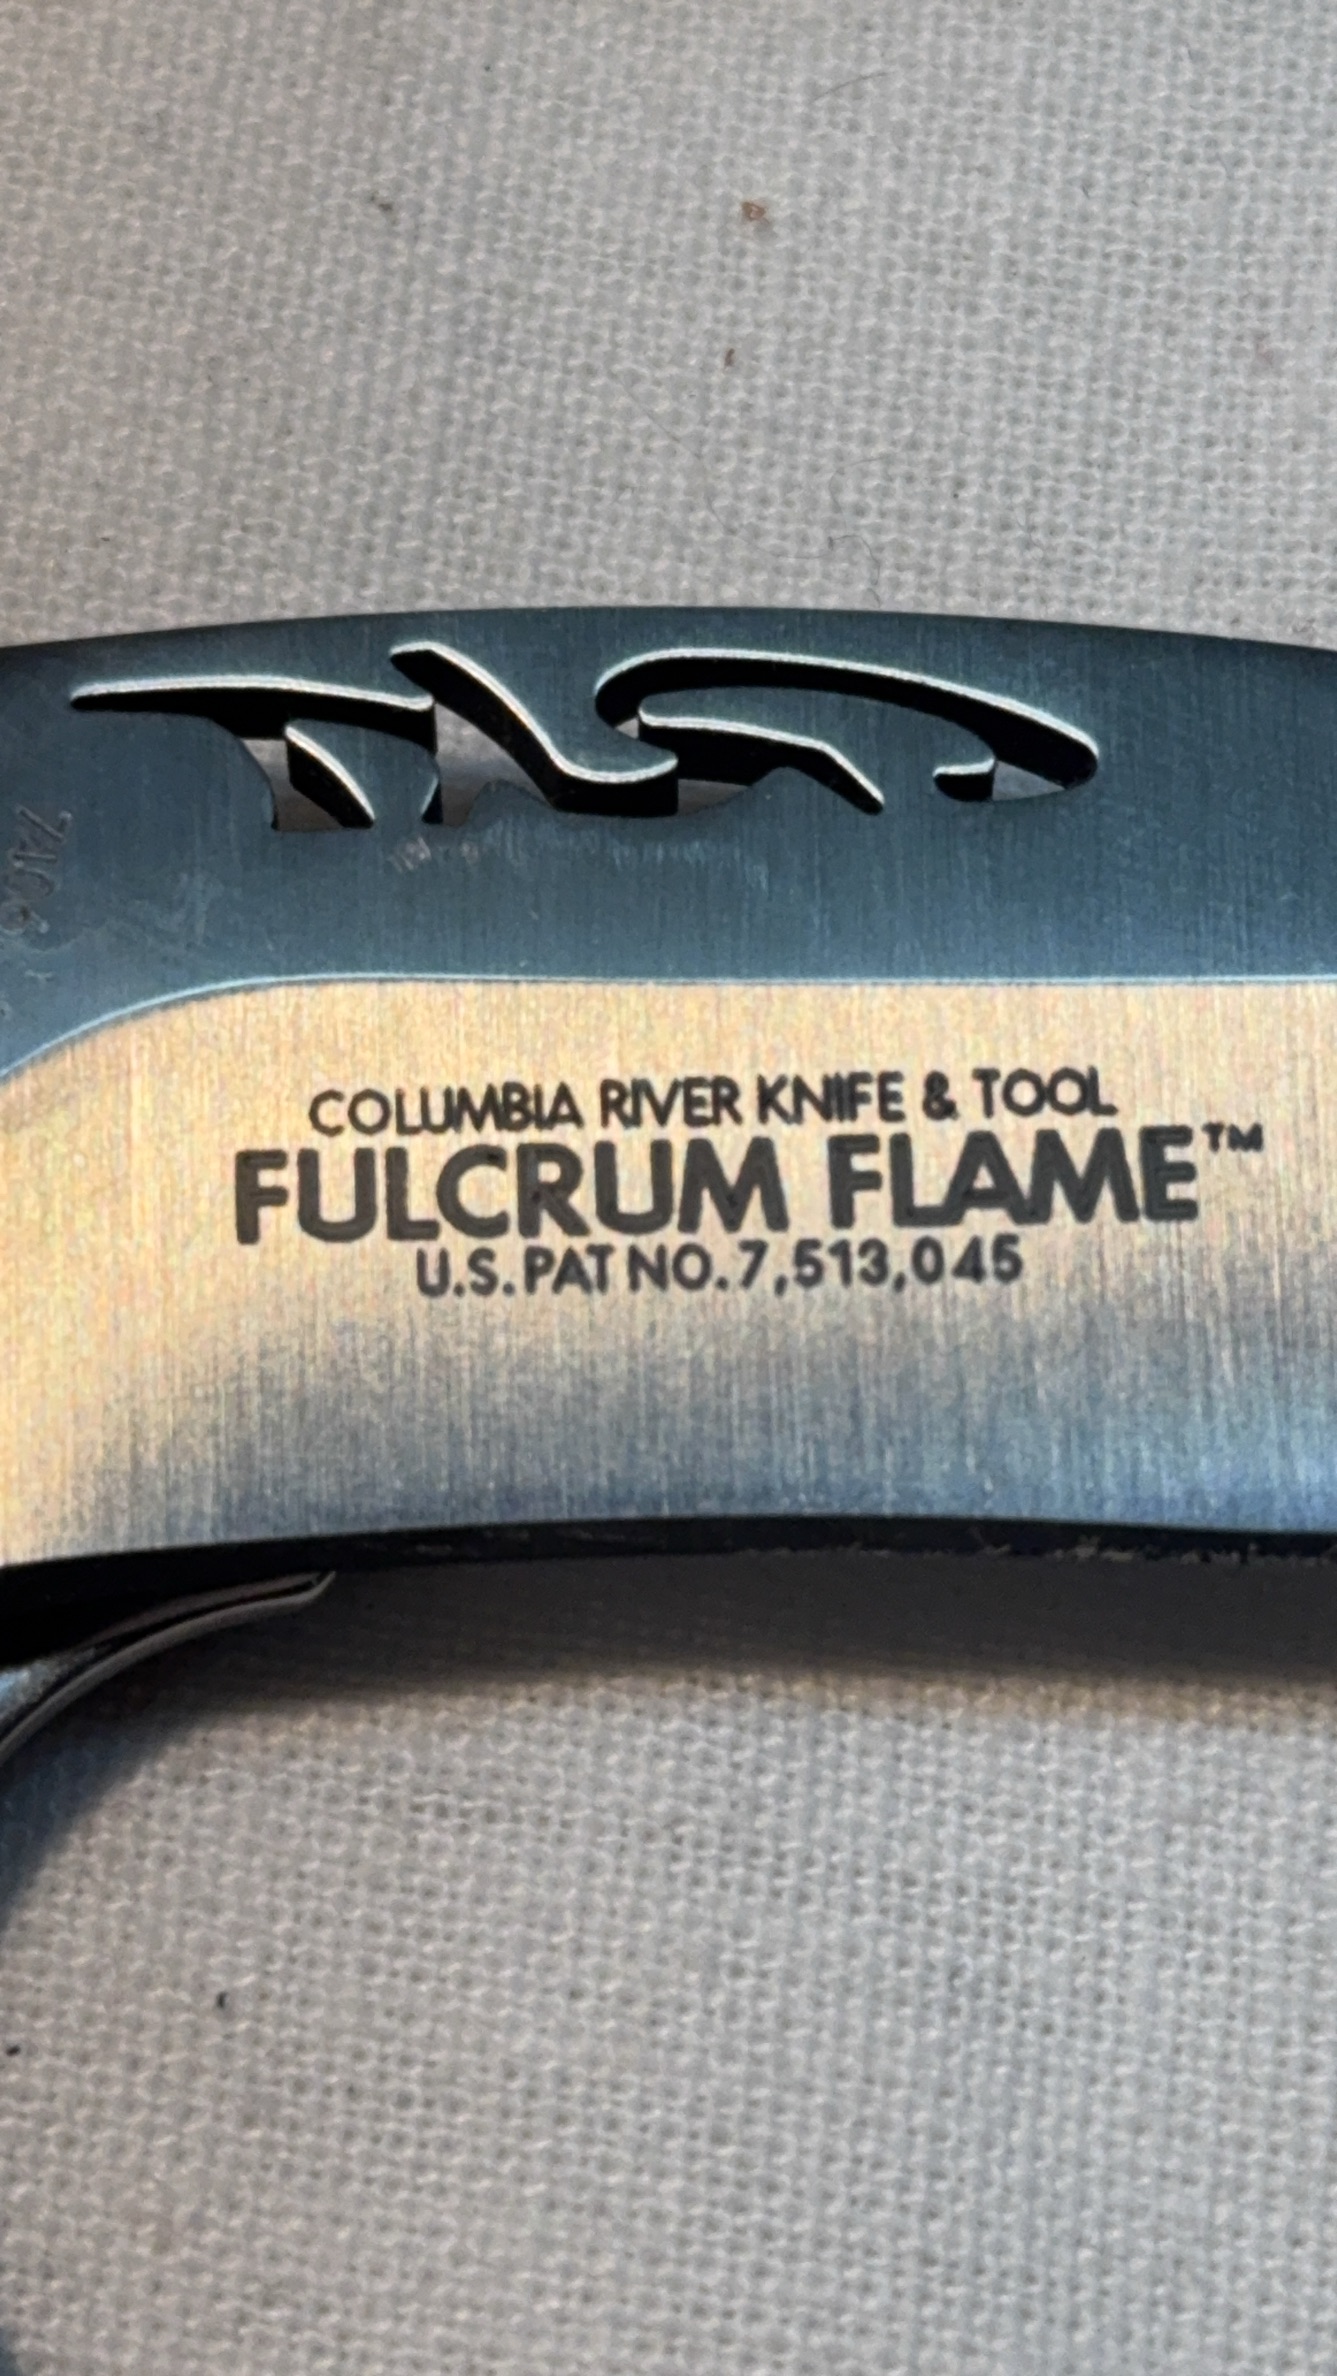 COLUMBIA RIVER KNIFE & TOOL
FULCRUM FLAME™
U.S. PAT NO. 7,513,045